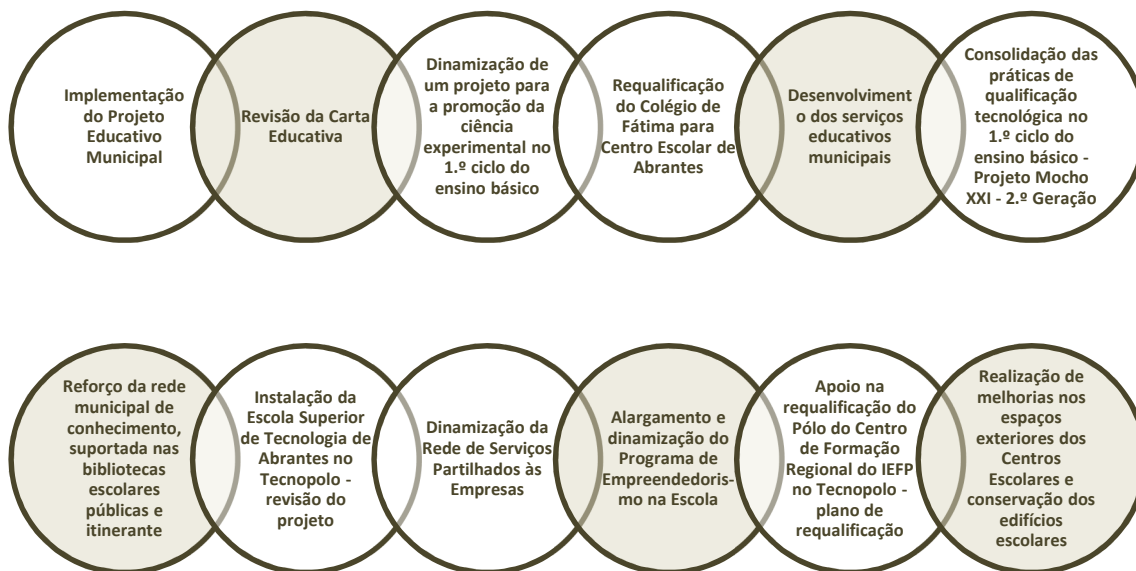 Implementação
do Projeto
Educativo
Municipal
Revisão da Carta
Educativa
Dinamização de
um projeto para
a promoção da
ciência
experimental no
1.º ciclo do
ensino básico
Requalificação
do Colégio de
Fátima para
Centro Escolar de
Abrantes
Desenvolviment
o dos serviços
educativos
municipais
Consolidação das
práticas de
qualificação
tecnológica no
1.º ciclo do
ensino básico -
Projeto Mocho
XXI - 2.º Geração
Reforço da rede
municipal de
conhecimento,
suportada nas
bibliotecas
escolares
públicas e
itinerante
Instalação da
Escola Superior
de Tecnologia de
Abrantes no
Tecnopolo -
revisão do
projeto
Dinamização da
Rede de Serviços
Partilhados às
Empresas
Alargamento e
dinamização do
Programa de
Empreendedoris-
mo na Escola
Apoio na
requalificação do
Pólo do Centro
de Formação
Regional do IEFP
no Tecnopolo -
plano de
requalificação
Realização de
melhorias nos
espaços
exteriores dos
Centros
Escolares e
conservação dos
edifícios
escolares